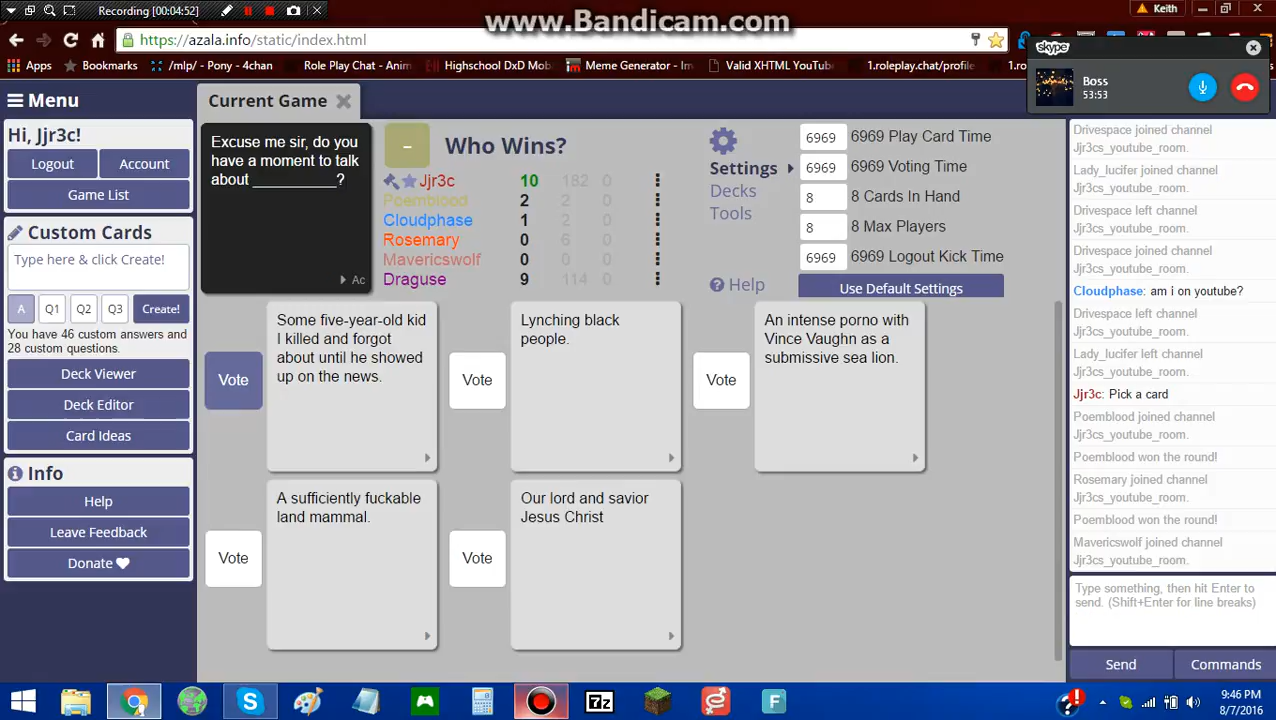 Recording [00:04:52]
www.Bandicam.com
Keith
https://azala.info/static/index.html
Apps
Bookmarks
/mlp/ - Pony - 4chan
Role Play Chat - Anim
Highschool DxD Mob
Meme Generator - Im
Valid XHTML YouTub
1.roleplay.chat/profile
1.ro
skype
Boss
53:53
Menu
Current Game
Hi, Jjr3c!
Logout
Account
Game List
Custom Cards
Type here & click Create!
A
Q1
Q2
Q3
Create!
You have 46 custom answers and
28 custom questions.
Deck Viewer
Deck Editor
Card Ideas
Info
Help
Leave Feedback
Donate
Excuse me sir, do you
have a moment to talk
about __________?
Ac
–
Who Wins?
Jjr3c 10 182 0
Poemblood 2 2 0
Cloudphase 1 2 0
Rosemary 0 6 0
Mavericswolf 0 0 0
Draguse 9 114 0
Settings
Decks
Tools
Help
6969 6969 Play Card Time
6969 6969 Voting Time
8 8 Cards In Hand
8 8 Max Players
6969 6969 Logout Kick Time
Use Default Settings
Vote
Some five-year-old kid
I killed and forgot
about until he showed
up on the news.
Vote
Lynching black
people.
Vote
An intense porno with
Vince Vaughn as a
submissive sea lion.
Vote
A sufficiently fuckable
land mammal.
Vote
Our lord and savior
Jesus Christ
Drivespace joined channel
Jjr3cs_youtube_room.
Lady_lucifer joined channel
Jjr3cs_youtube_room.
Drivespace left channel
Jjr3cs_youtube_room.
Drivespace joined channel
Jjr3cs_youtube_room.
Cloudphase: am i on youtube?
Drivespace left channel
Jjr3cs_youtube_room.
Lady_lucifer left channel
Jjr3cs_youtube_room.
Jjr3c: Pick a card
Poemblood joined channel
Jjr3cs_youtube_room.
Poemblood won the round!
Rosemary joined channel
Jjr3cs_youtube_room.
Poemblood won the round!
Mavericswolf joined channel
Jjr3cs_youtube_room.
Type something, then hit Enter to
send. (Shift+Enter for line breaks)
Send
Commands
7z
F
9:46 PM
8/7/2016